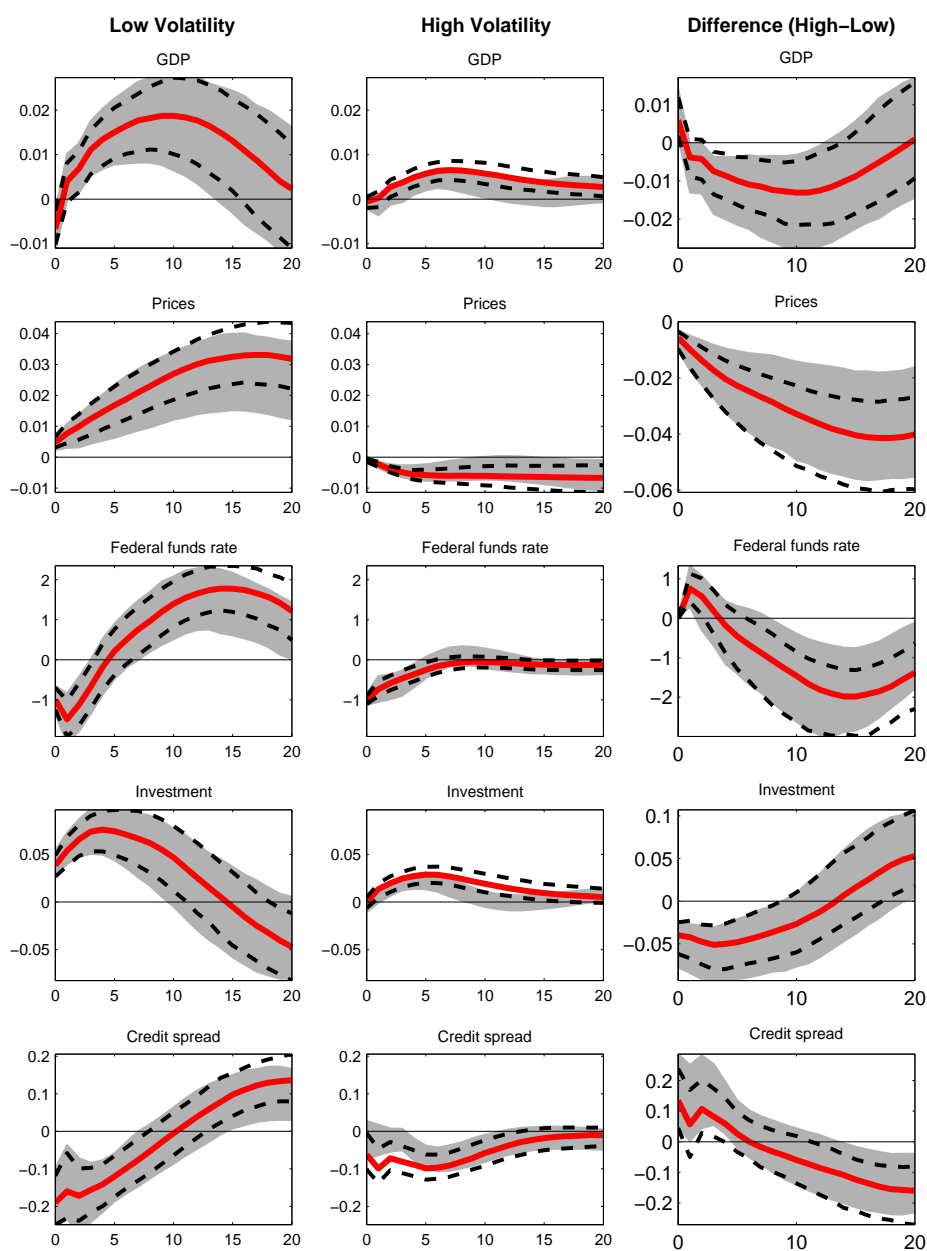 Low Volatility High Volatility Difference (High−Low)
GDP GDP GDP
0.02 0.02 0.01
0.01 0.01 0
0 0 −0.01
−0.01 −0.01 −0.02
0 5 10 15 20 0 5 10 15 20 0 10 20
Prices Prices Prices
0.04 0.04 0
0.03 0.03 −0.02
0.02 0.02
0.01 0.01 −0.04
0 0
−0.01 −0.01 −0.06
0 5 10 15 20 0 5 10 15 20 0 10 20
Federal funds rate Federal funds rate Federal funds rate
2 2 1
1 1 0
0 0 −1
−1 −1 −2
0 5 10 15 20 0 5 10 15 20 0 10 20
Investment Investment Investment
0.1
0.05 0.05 0.05
0 0 0
−0.05 −0.05 −0.05
0 5 10 15 20 0 5 10 15 20 0 10 20
Credit spread Credit spread Credit spread
0.2 0.2 0.2
0.1 0.1 0.1
0 0 0
−0.1 −0.1 −0.1
−0.2 −0.2 −0.2
0 5 10 15 20 0 5 10 15 20 0 10 20